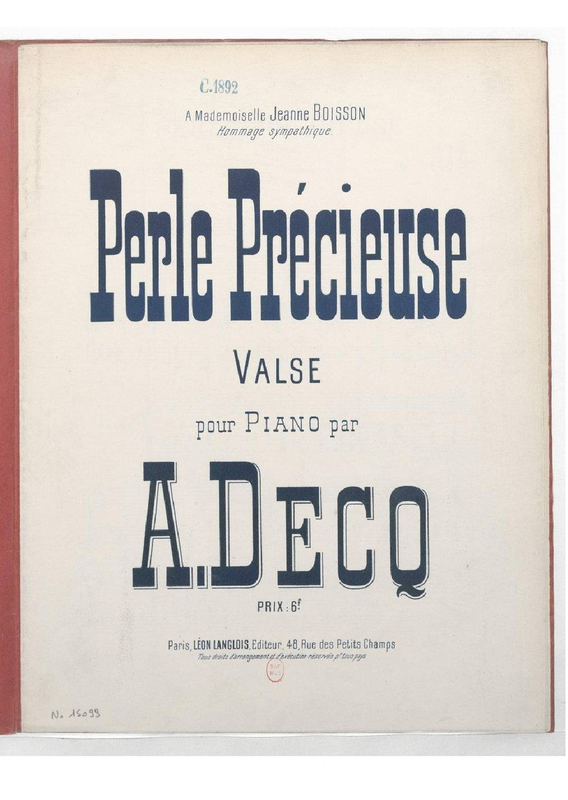 C.1892
A Mademoiselle Jeanne BOISSON
Hommage sympathique.
Perle Précieuse
VALSE
pour PIANO par
A. DECQ
PRIX : 6f
Paris, LÉON LANGLOIS, Editeur, 48, Rue des Petits Champs
Tous droits d'arrangement et d'exécution réservés pr tous pays
No 15099